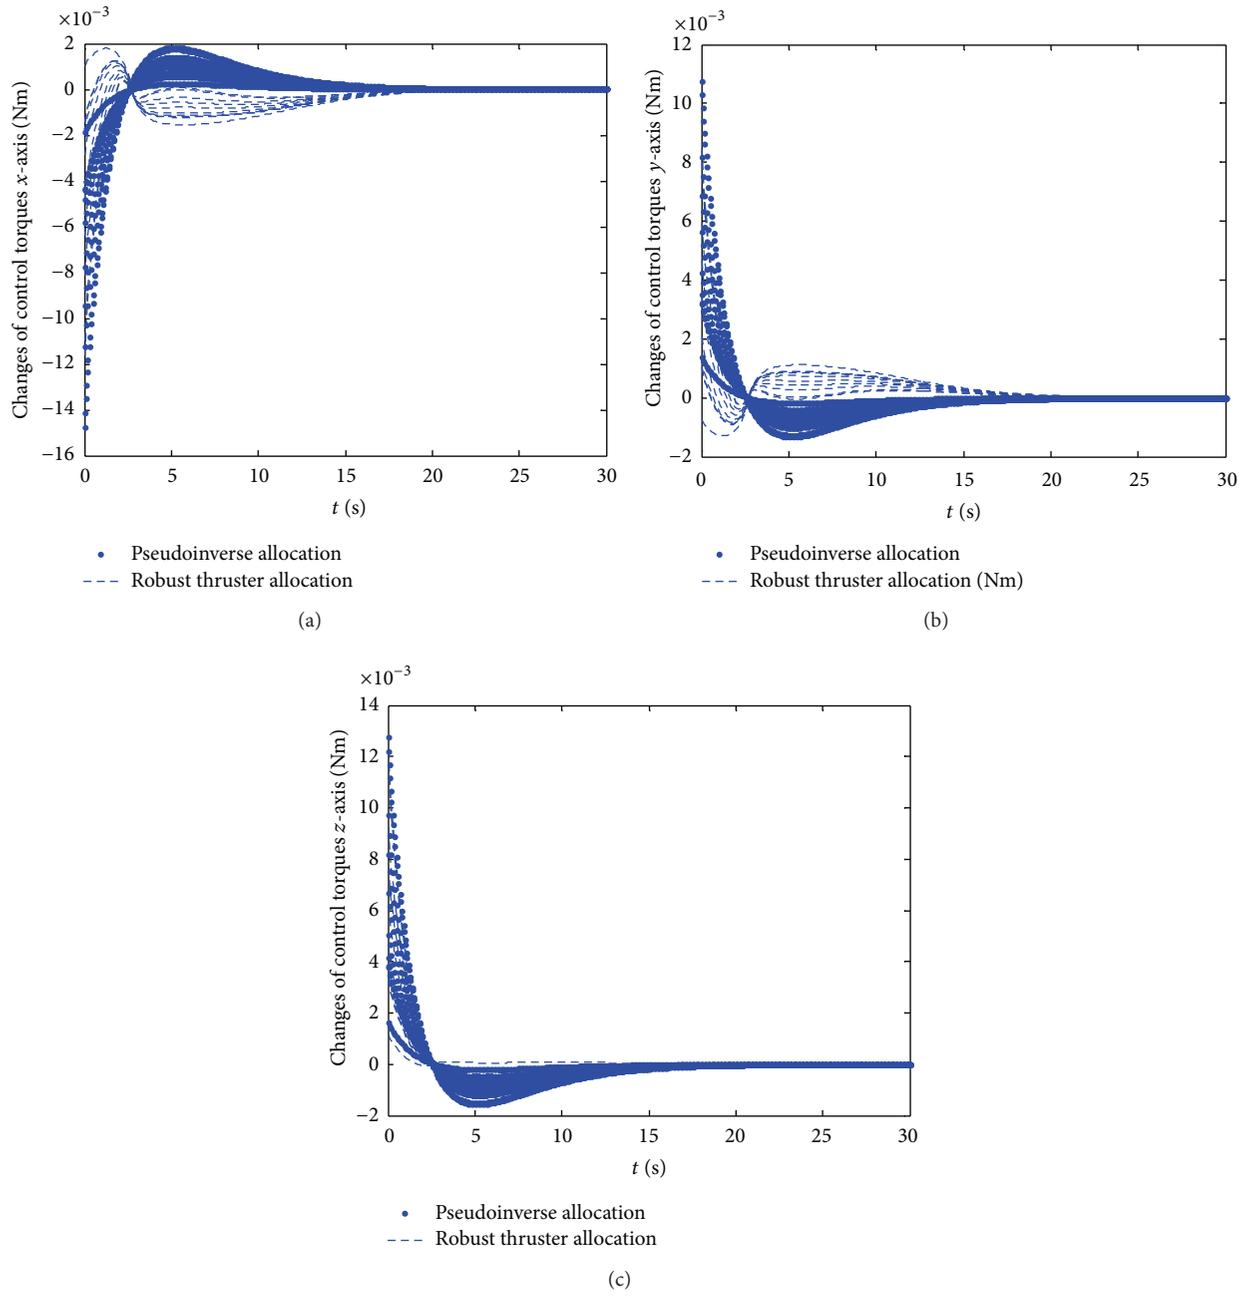 ×10−3
2
0
−2
−4
−6
−8
−10
−12
−14
−16
0 5 10 15 20 25 30
Changes of control torques x-axis (Nm)
t (s)
Pseudoinverse allocation
Robust thruster allocation
(a)
×10−3
12
10
8
6
4
2
0
−2
0 5 10 15 20 25 30
Changes of control torques y-axis (Nm)
t (s)
Pseudoinverse allocation
Robust thruster allocation (Nm)
(b)
×10−3
14
12
10
8
6
4
2
0
−2
0 5 10 15 20 25 30
Changes of control torques z-axis (Nm)
t (s)
Pseudoinverse allocation
Robust thruster allocation
(c)